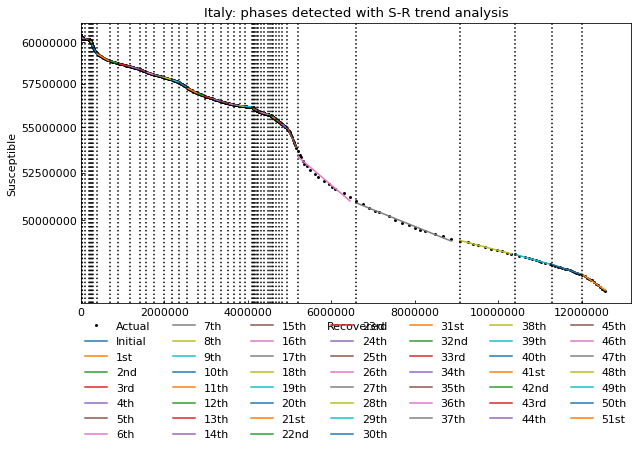 Italy: phases detected with S-R trend analysis
60000000
57500000
55000000
52500000
50000000
Susceptible
0 2000000 4000000 6000000 8000000 10000000 12000000
Recovered
Actual 7th 15th 23rd 31st 38th 45th
Initial 8th 16th 24th 32nd 39th 46th
1st 9th 17th 25th 33rd 40th 47th
2nd 10th 18th 26th 34th 41st 48th
3rd 11th 19th 27th 35th 42nd 49th
4th 12th 20th 28th 36th 43rd 50th
5th 13th 21st 29th 37th 44th 51st
6th 14th 22nd 30th